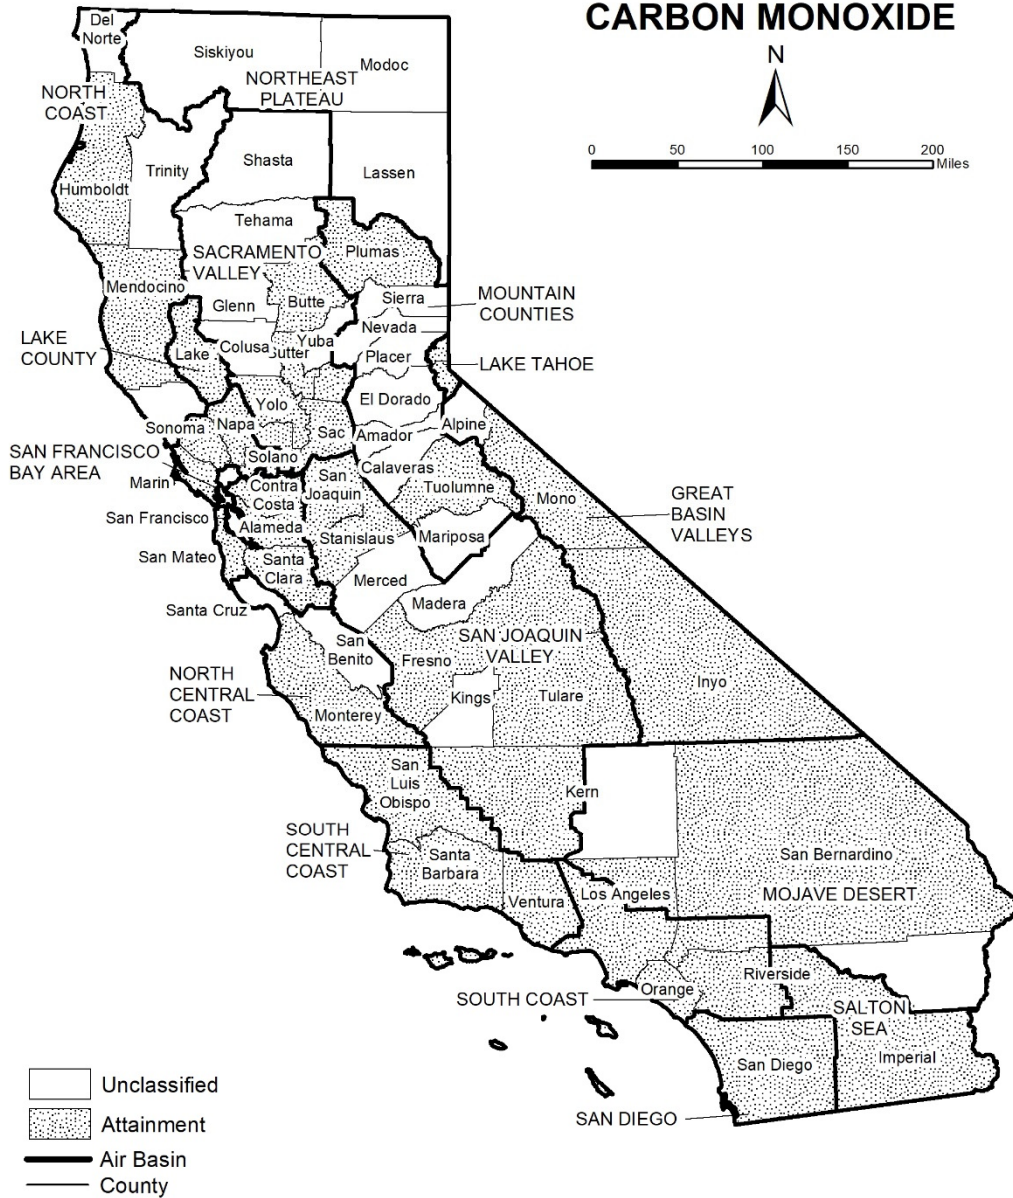 CARBON MONOXIDE
N
0 50 100 150 200
Miles
Del
Norte
Siskiyou
Modoc
NORTHEAST
PLATEAU
NORTH
COAST
Shasta
Trinity
Lassen
Humboldt
Tehama
SACRAMENTO
VALLEY
Plumas
Mendocino
Glenn
Butte
Sierra
MOUNTAIN
COUNTIES
Nevada
LAKE
COUNTY
Lake
Colusa
Sutter
Yuba
Placer
LAKE TAHOE
Yolo
El Dorado
Sonoma
Napa
Sac
Amador
Alpine
SAN FRANCISCO
BAY AREA
Solano
Calaveras
Marin
Contra
Costa
San
Joaquin
Tuolumne
Mono
GREAT
BASIN
VALLEYS
San Francisco
Alameda
Stanislaus
Mariposa
San Mateo
Santa
Clara
Merced
Santa Cruz
Madera
San
Benito
Fresno
SAN JOAQUIN
VALLEY
NORTH
CENTRAL
COAST
Monterey
Kings
Tulare
Inyo
San
Luis
Obispo
Kern
SOUTH
CENTRAL
COAST
Santa
Barbara
San Bernardino
Ventura
Los Angeles
MOJAVE DESERT
Riverside
Orange
SOUTH COAST
SALTON
SEA
San Diego
Imperial
SAN DIEGO
Unclassified
Attainment
Air Basin
County